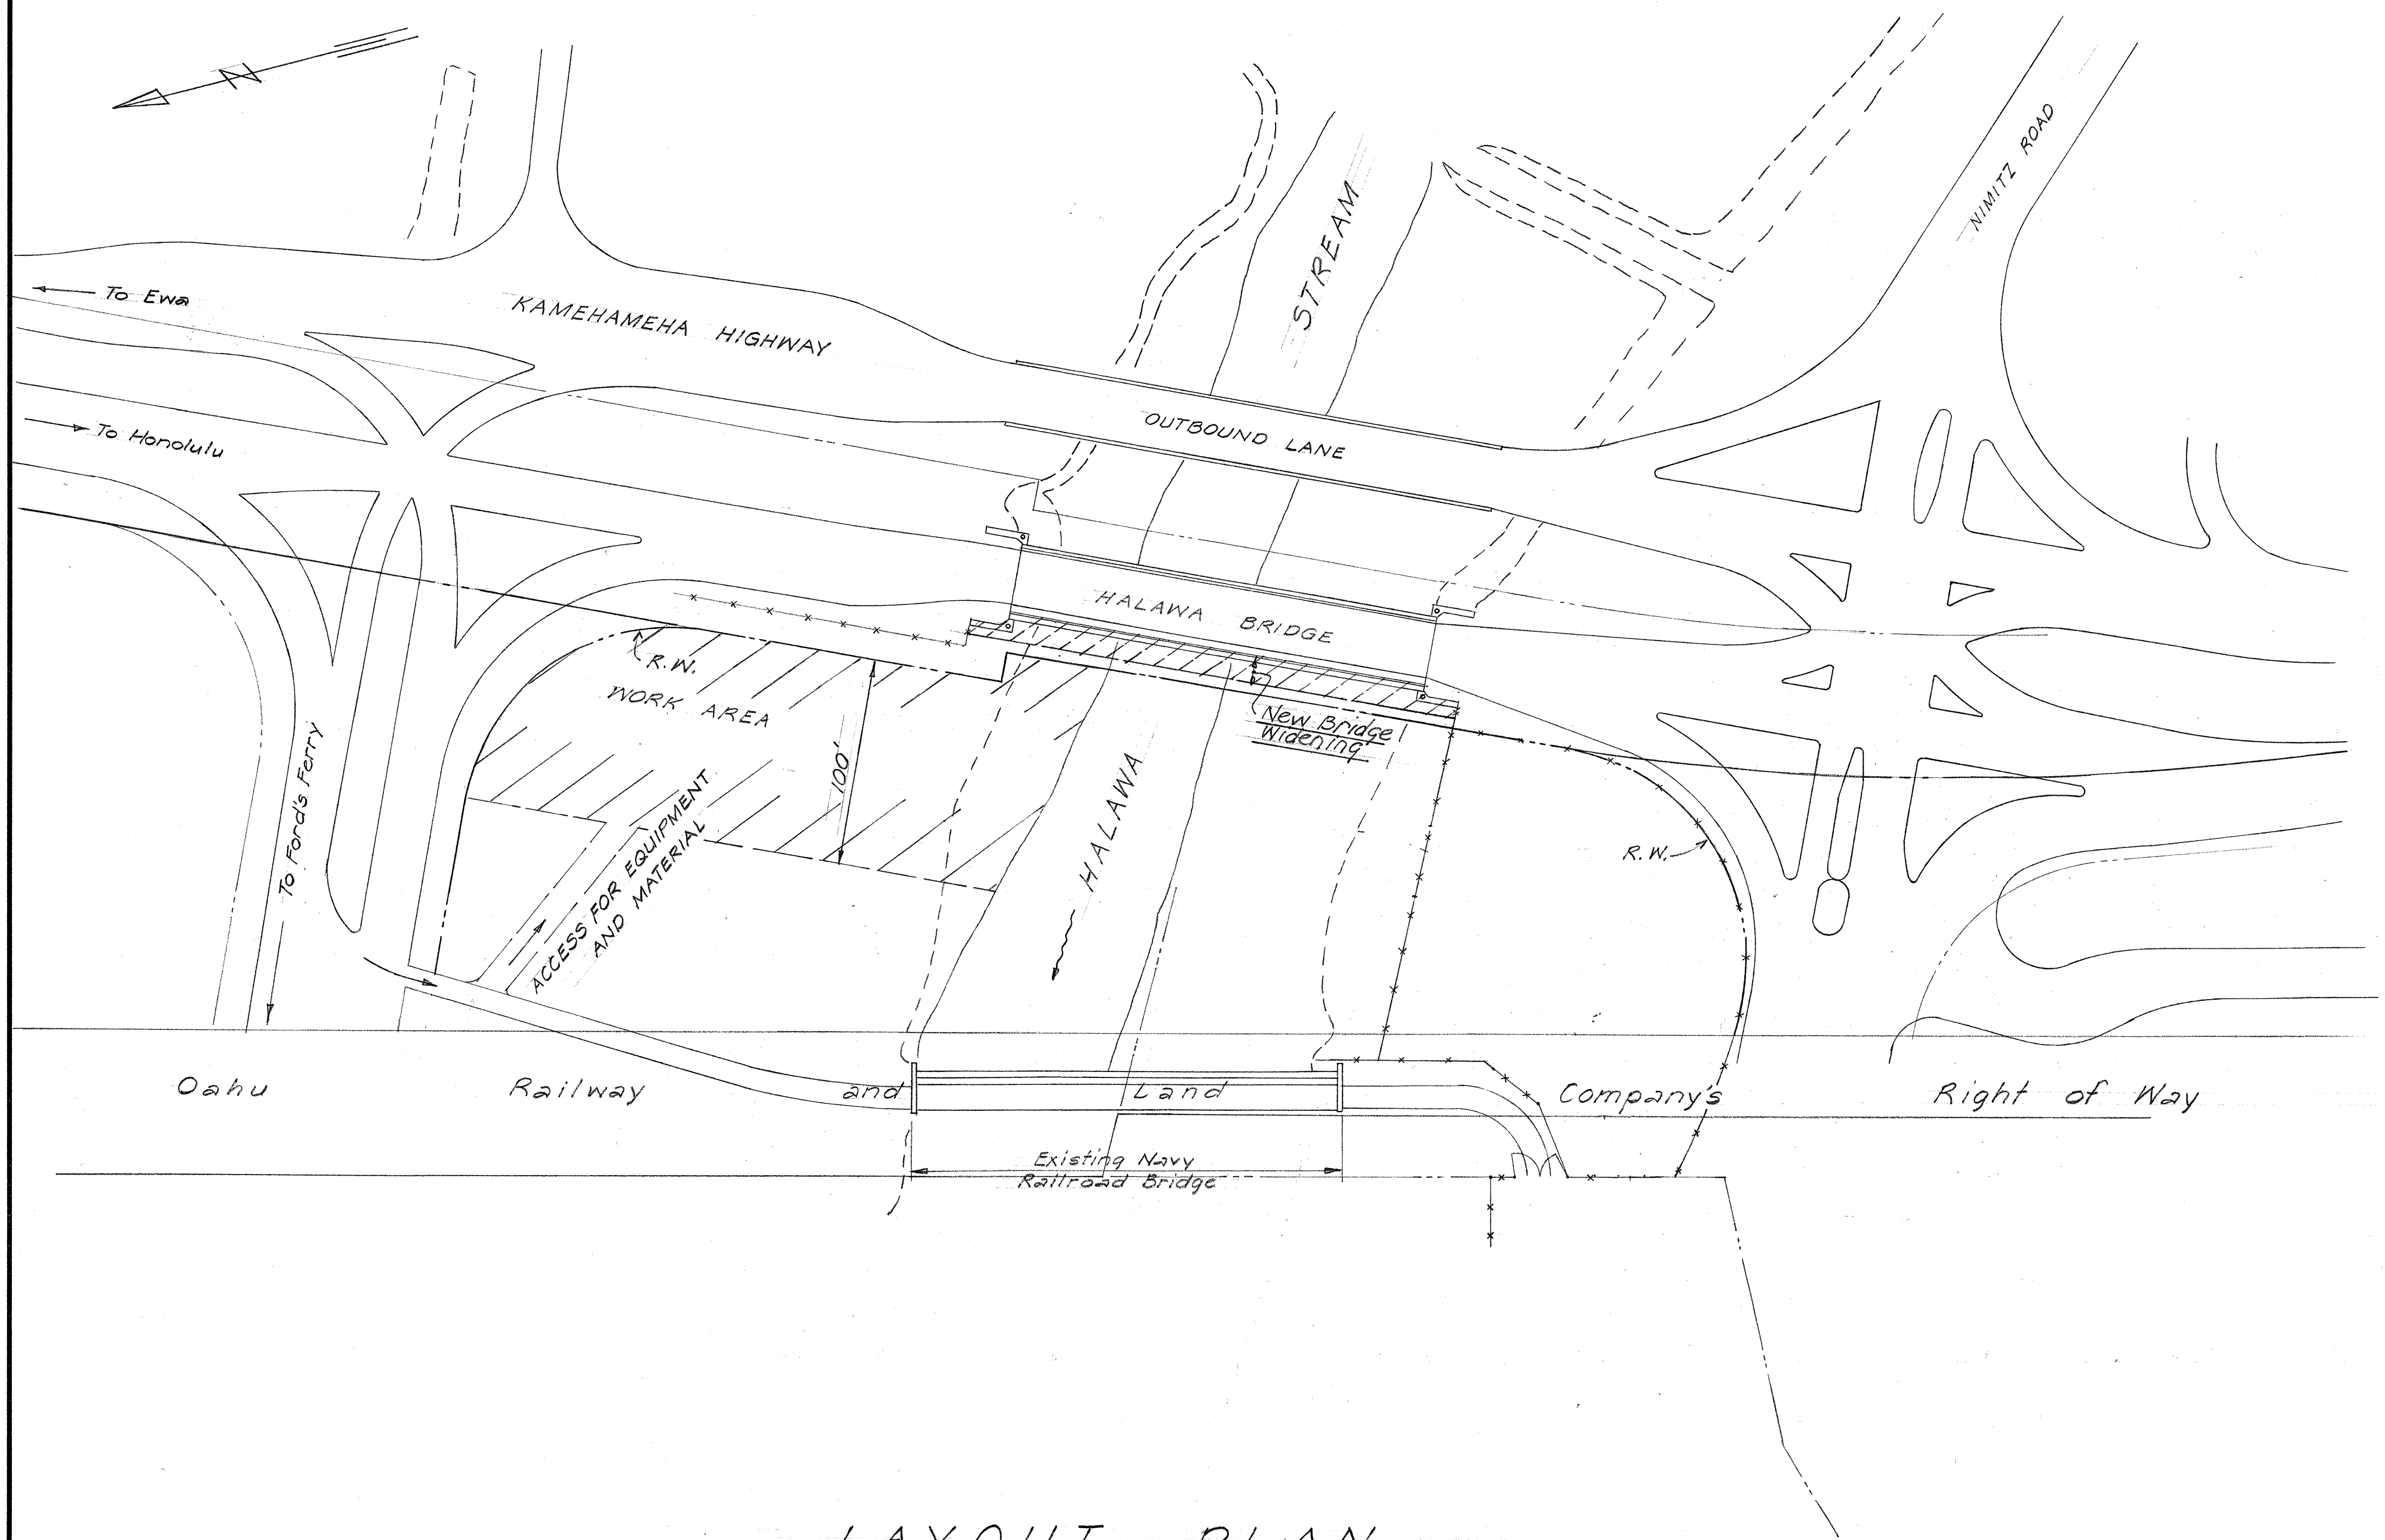 N
NIMITZ ROAD
STREAM
To Ewa
KAMEHAMEHA HIGHWAY
OUTBOUND LANE
To Honolulu
HALAWA BRIDGE
R.W.
WORK AREA
New Bridge
Widening
100'
HALAWA
To Ford's Ferry
ACCESS FOR EQUIPMENT
AND MATERIAL
R.W.
Oahu Railway and Land Company's Right of Way
Existing Navy
Railroad Bridge
LAYOUT PLAN